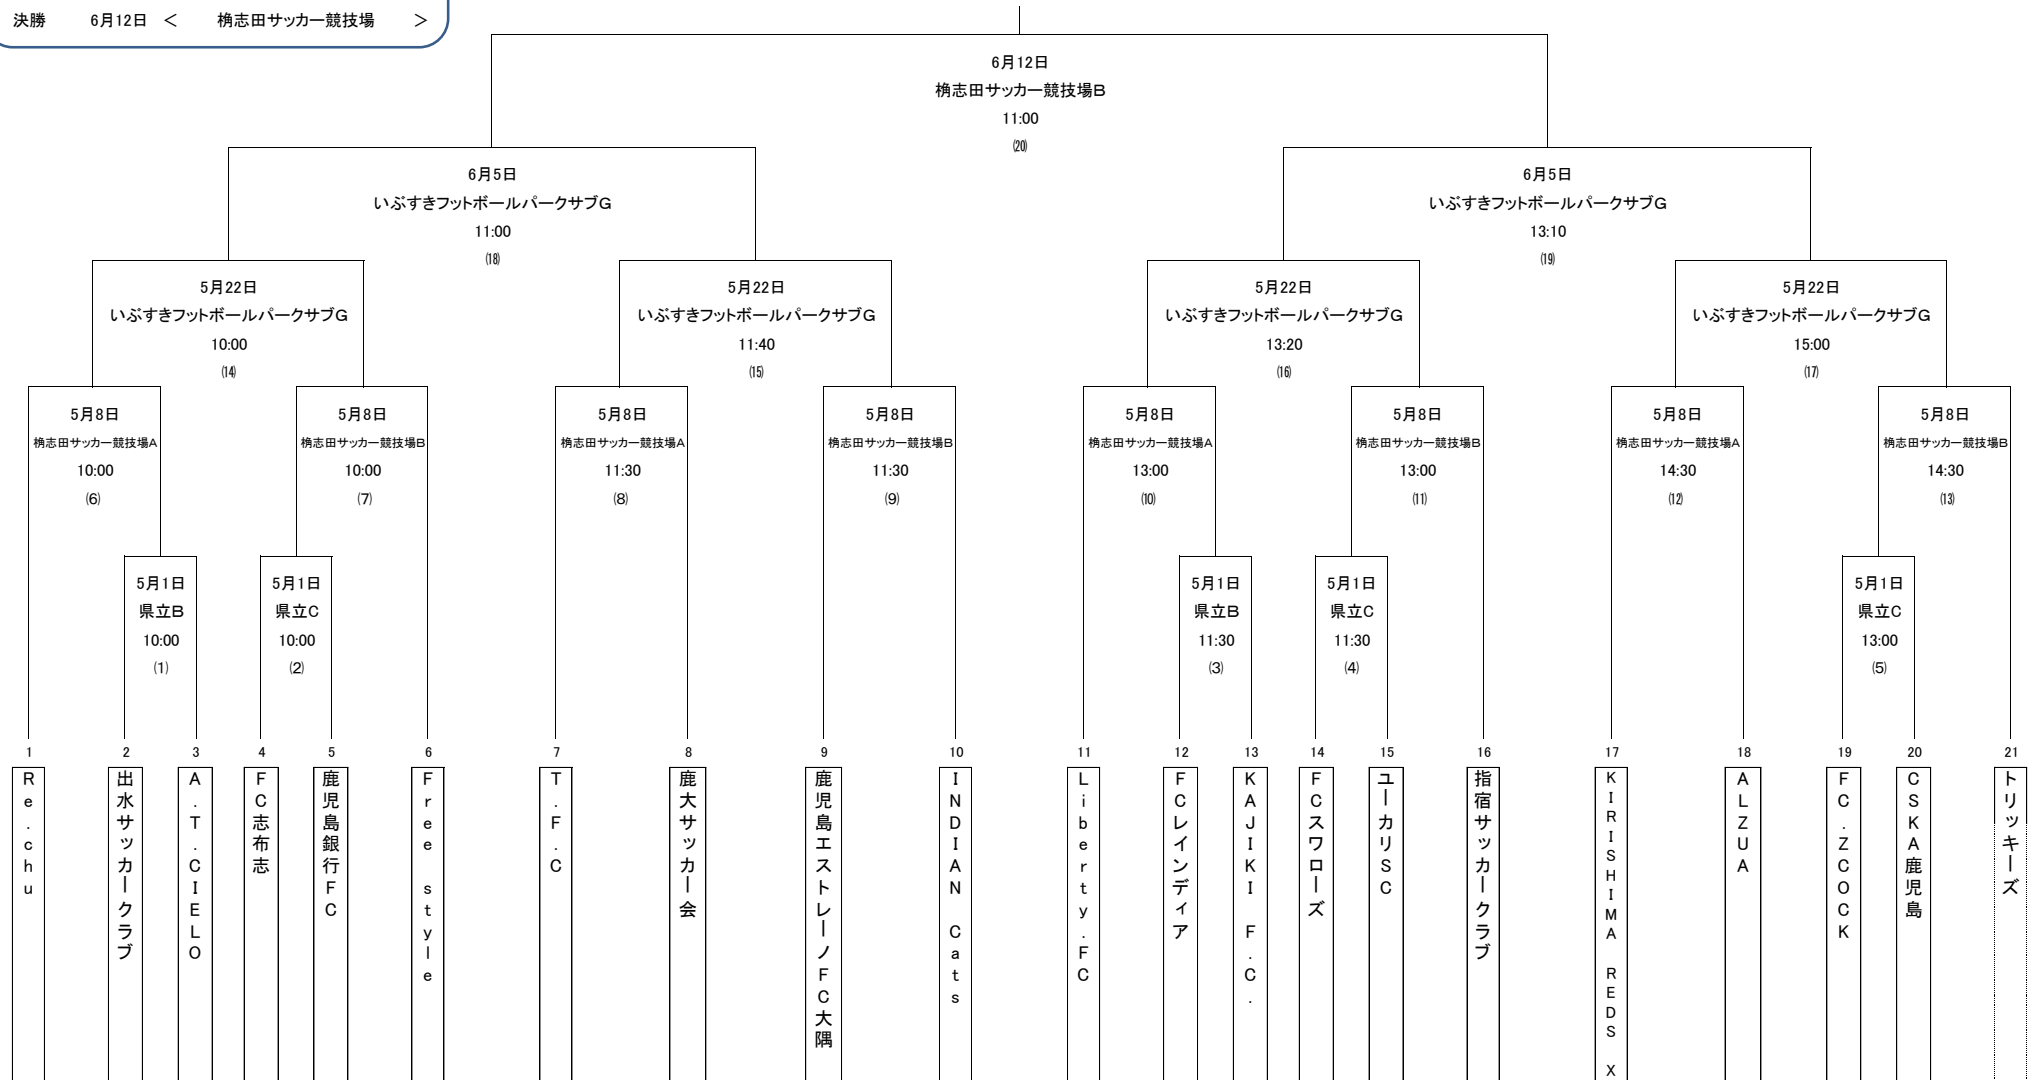 決勝 6月12日 < 桷志田サッカー競技場 >
6月12日
桷志田サッカー競技場B
11:00
(20)
6月5日
いぶすきフットボールパークサブG
11:00
(18)
6月5日
いぶすきフットボールパークサブG
13:10
(19)
5月22日
いぶすきフットボールパークサブG
10:00
(14)
5月22日
いぶすきフットボールパークサブG
11:40
(15)
5月22日
いぶすきフットボールパークサブG
13:20
(16)
5月22日
いぶすきフットボールパークサブG
15:00
(17)
5月8日
桷志田サッカー競技場A
10:00
(6)
5月8日
桷志田サッカー競技場B
10:00
(7)
5月8日
桷志田サッカー競技場A
11:30
(8)
5月8日
桷志田サッカー競技場B
11:30
(9)
5月8日
桷志田サッカー競技場A
13:00
(10)
5月8日
桷志田サッカー競技場B
13:00
(11)
5月8日
桷志田サッカー競技場A
14:30
(12)
5月8日
桷志田サッカー競技場B
14:30
(13)
5月1日
県立B
10:00
(1)
5月1日
県立C
10:00
(2)
5月1日
県立B
11:30
(3)
5月1日
県立C
11:30
(4)
5月1日
県立C
13:00
(5)
1
Re.chu
2
出水サッカークラブ
3
A.T.CIELO
4
FC志布志
5
鹿児島銀行FC
6
Free style
7
T.F.C
8
鹿大サッカー会
9
鹿児島エストレーノFC大隅
10
INDIAN Cats
11
Liberty.FC
12
FCレインディア
13
KAJIKI F.C.
14
FCスワローズ
15
ユーカリSC
16
指宿サッカークラブ
17
KIRISHIMA REDS X
18
ALZUA
19
FC.ZCOCK
20
CSKA鹿児島
21
トリッキーズ